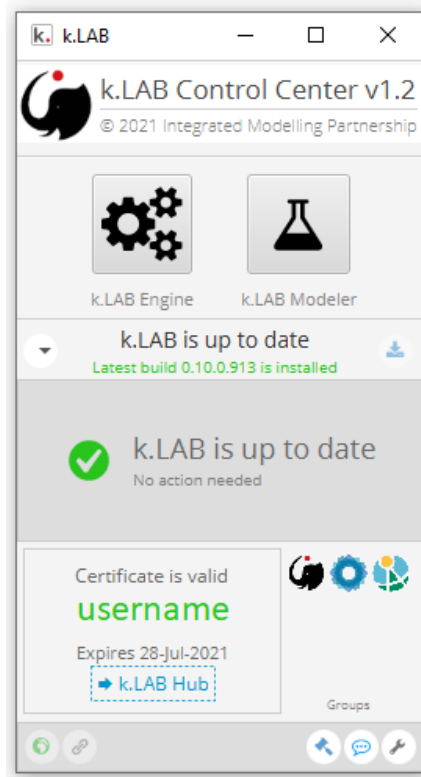 k. k.LAB
k.LAB Control Center v1.2
© 2021 Integrated Modelling Partnership
k.LAB Engine k.LAB Modeler
k.LAB is up to date
Latest build 0.10.0.913 is installed
k.LAB is up to date
No action needed
Certificate is valid
username
Expires 28-Jul-2021
k.LAB Hub
Groups